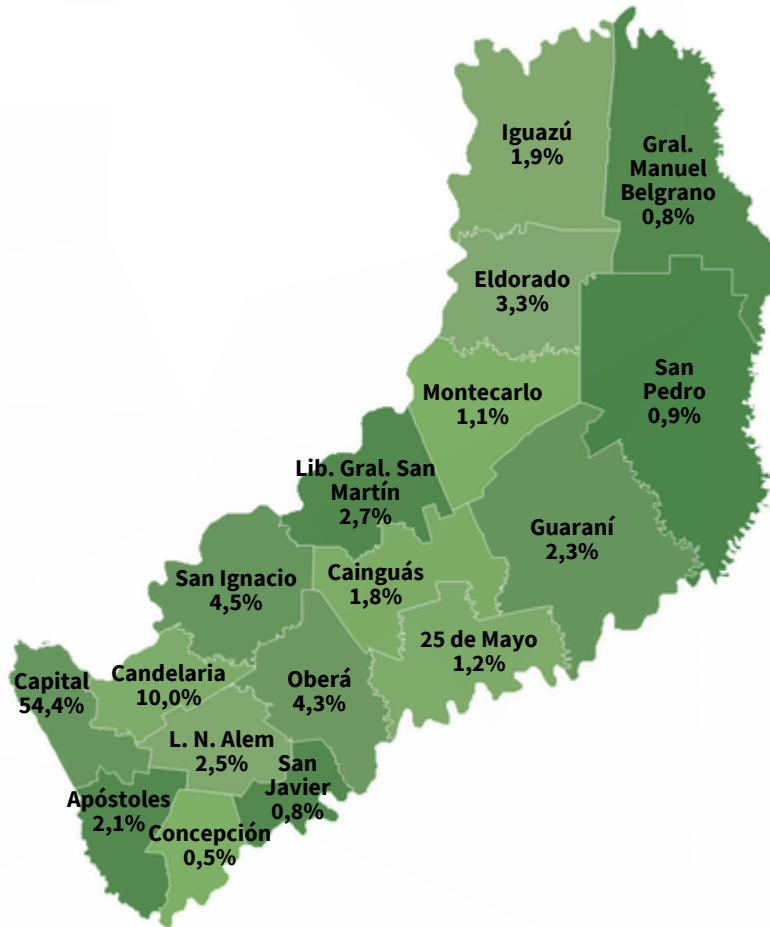 Iguazú
1,9%
Gral.
Manuel
Belgrano
0,8%
Eldorado
3,3%
San
Pedro
0,9%
Montecarlo
1,1%
Lib. Gral. San
Martín
2,7%
Guaraní
2,3%
San Ignacio
4,5%
Cainguás
1,8%
25 de Mayo
1,2%
Capital
54,4%
Candelaria
10,0%
Oberá
4,3%
L. N. Alem
2,5%
San
Javier
0,8%
Apóstoles
2,1%
Concepción
0,5%